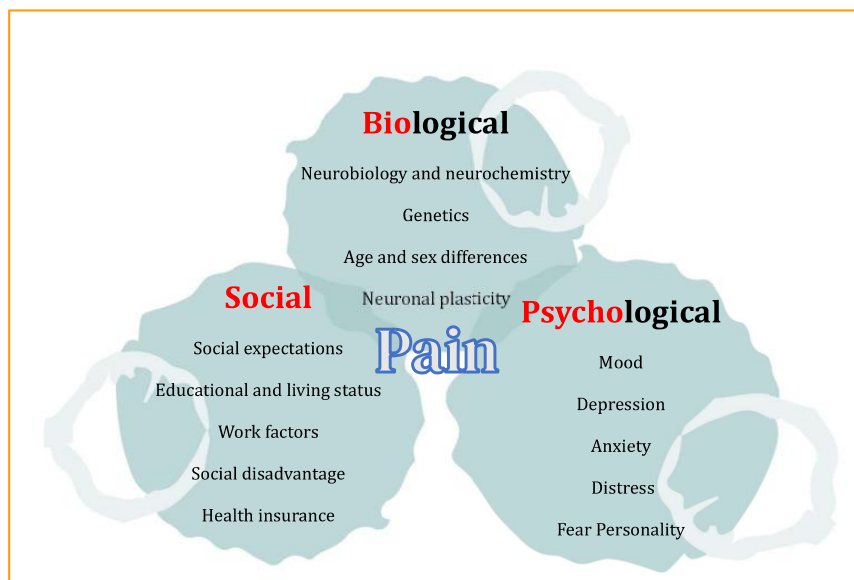 Biological
Neurobiology and neurochemistry
Genetics
Age and sex differences
Neuronal plasticity
Social
Social expectations
Educational and living status
Work factors
Social disadvantage
Health insurance
Pain
Psychological
Mood
Depression
Anxiety
Distress
Fear Personality